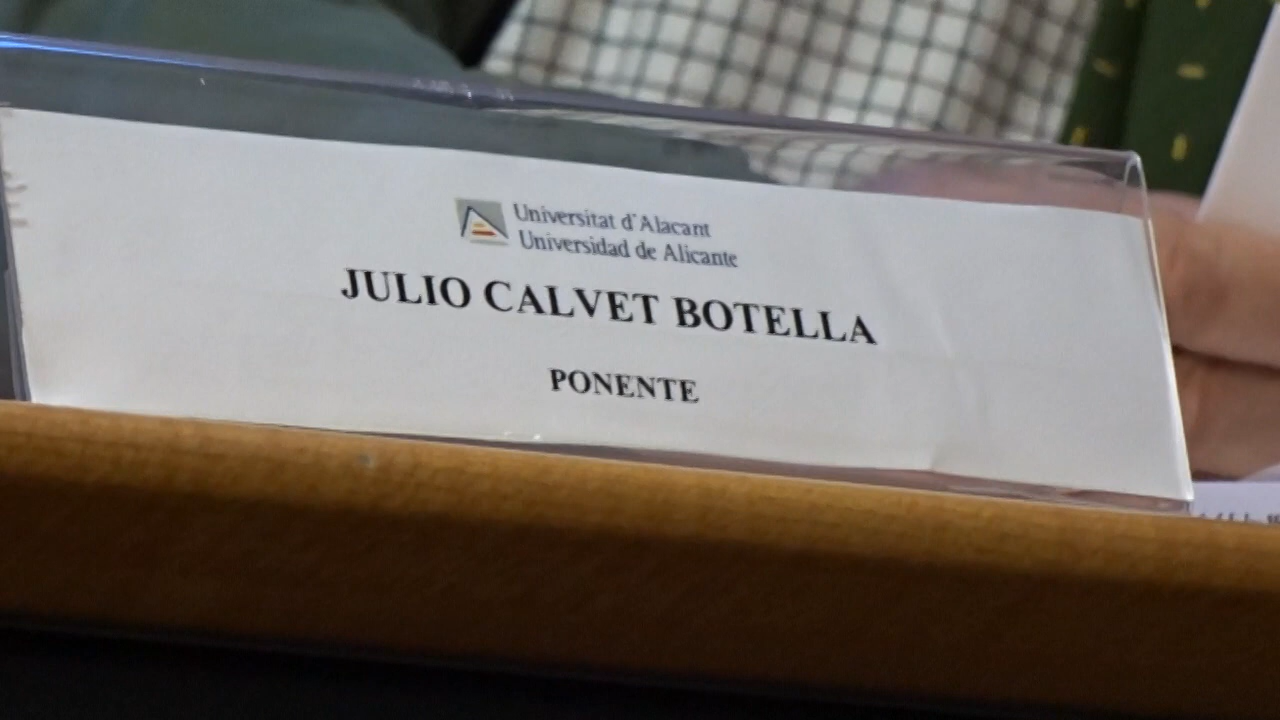 Universitat d'Alacant
Universidad de Alicante
JULIO CALVET BOTELLA
PONENTE